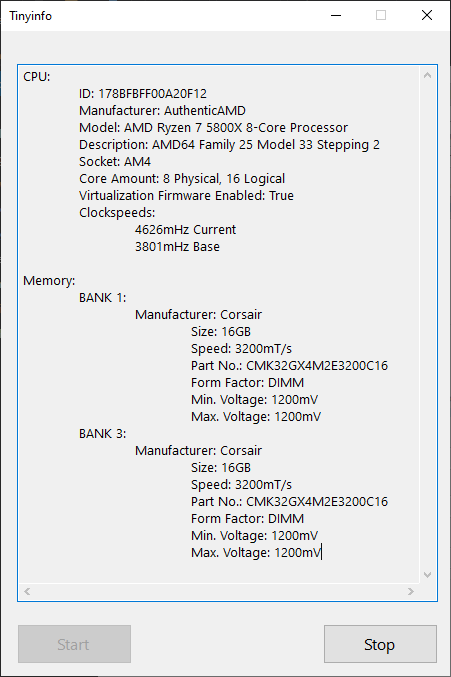 Tinyinfo
CPU:
ID: 178BFBFF00A20F12
Manufacturer: AuthenticAMD
Model: AMD Ryzen 7 5800X 8-Core Processor
Description: AMD64 Family 25 Model 33 Stepping 2
Socket: AM4
Core Amount: 8 Physical, 16 Logical
Virtualization Firmware Enabled: True
Clockspeeds:
4626mHz Current
3801mHz Base
Memory:
BANK 1:
Manufacturer: Corsair
Size: 16GB
Speed: 3200mT/s
Part No.: CMK32GX4M2E3200C16
Form Factor: DIMM
Min. Voltage: 1200mV
Max. Voltage: 1200mV
BANK 3:
Manufacturer: Corsair
Size: 16GB
Speed: 3200mT/s
Part No.: CMK32GX4M2E3200C16
Form Factor: DIMM
Min. Voltage: 1200mV
Max. Voltage: 1200mV
Start
Stop